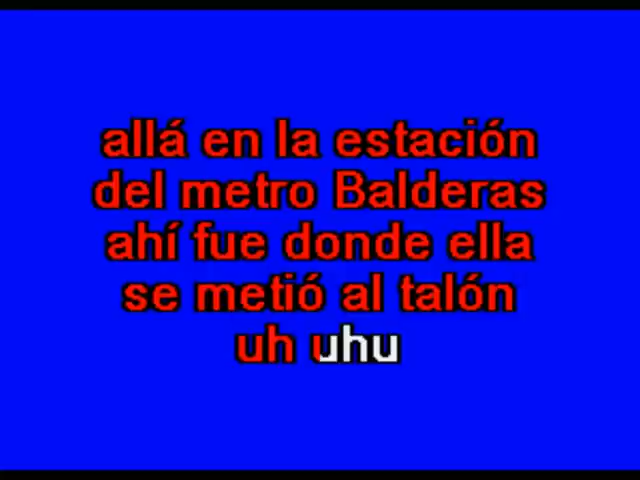 allá en la estación
del metro Balderas
ahí fue donde ella
se metió al talón
uh uhu